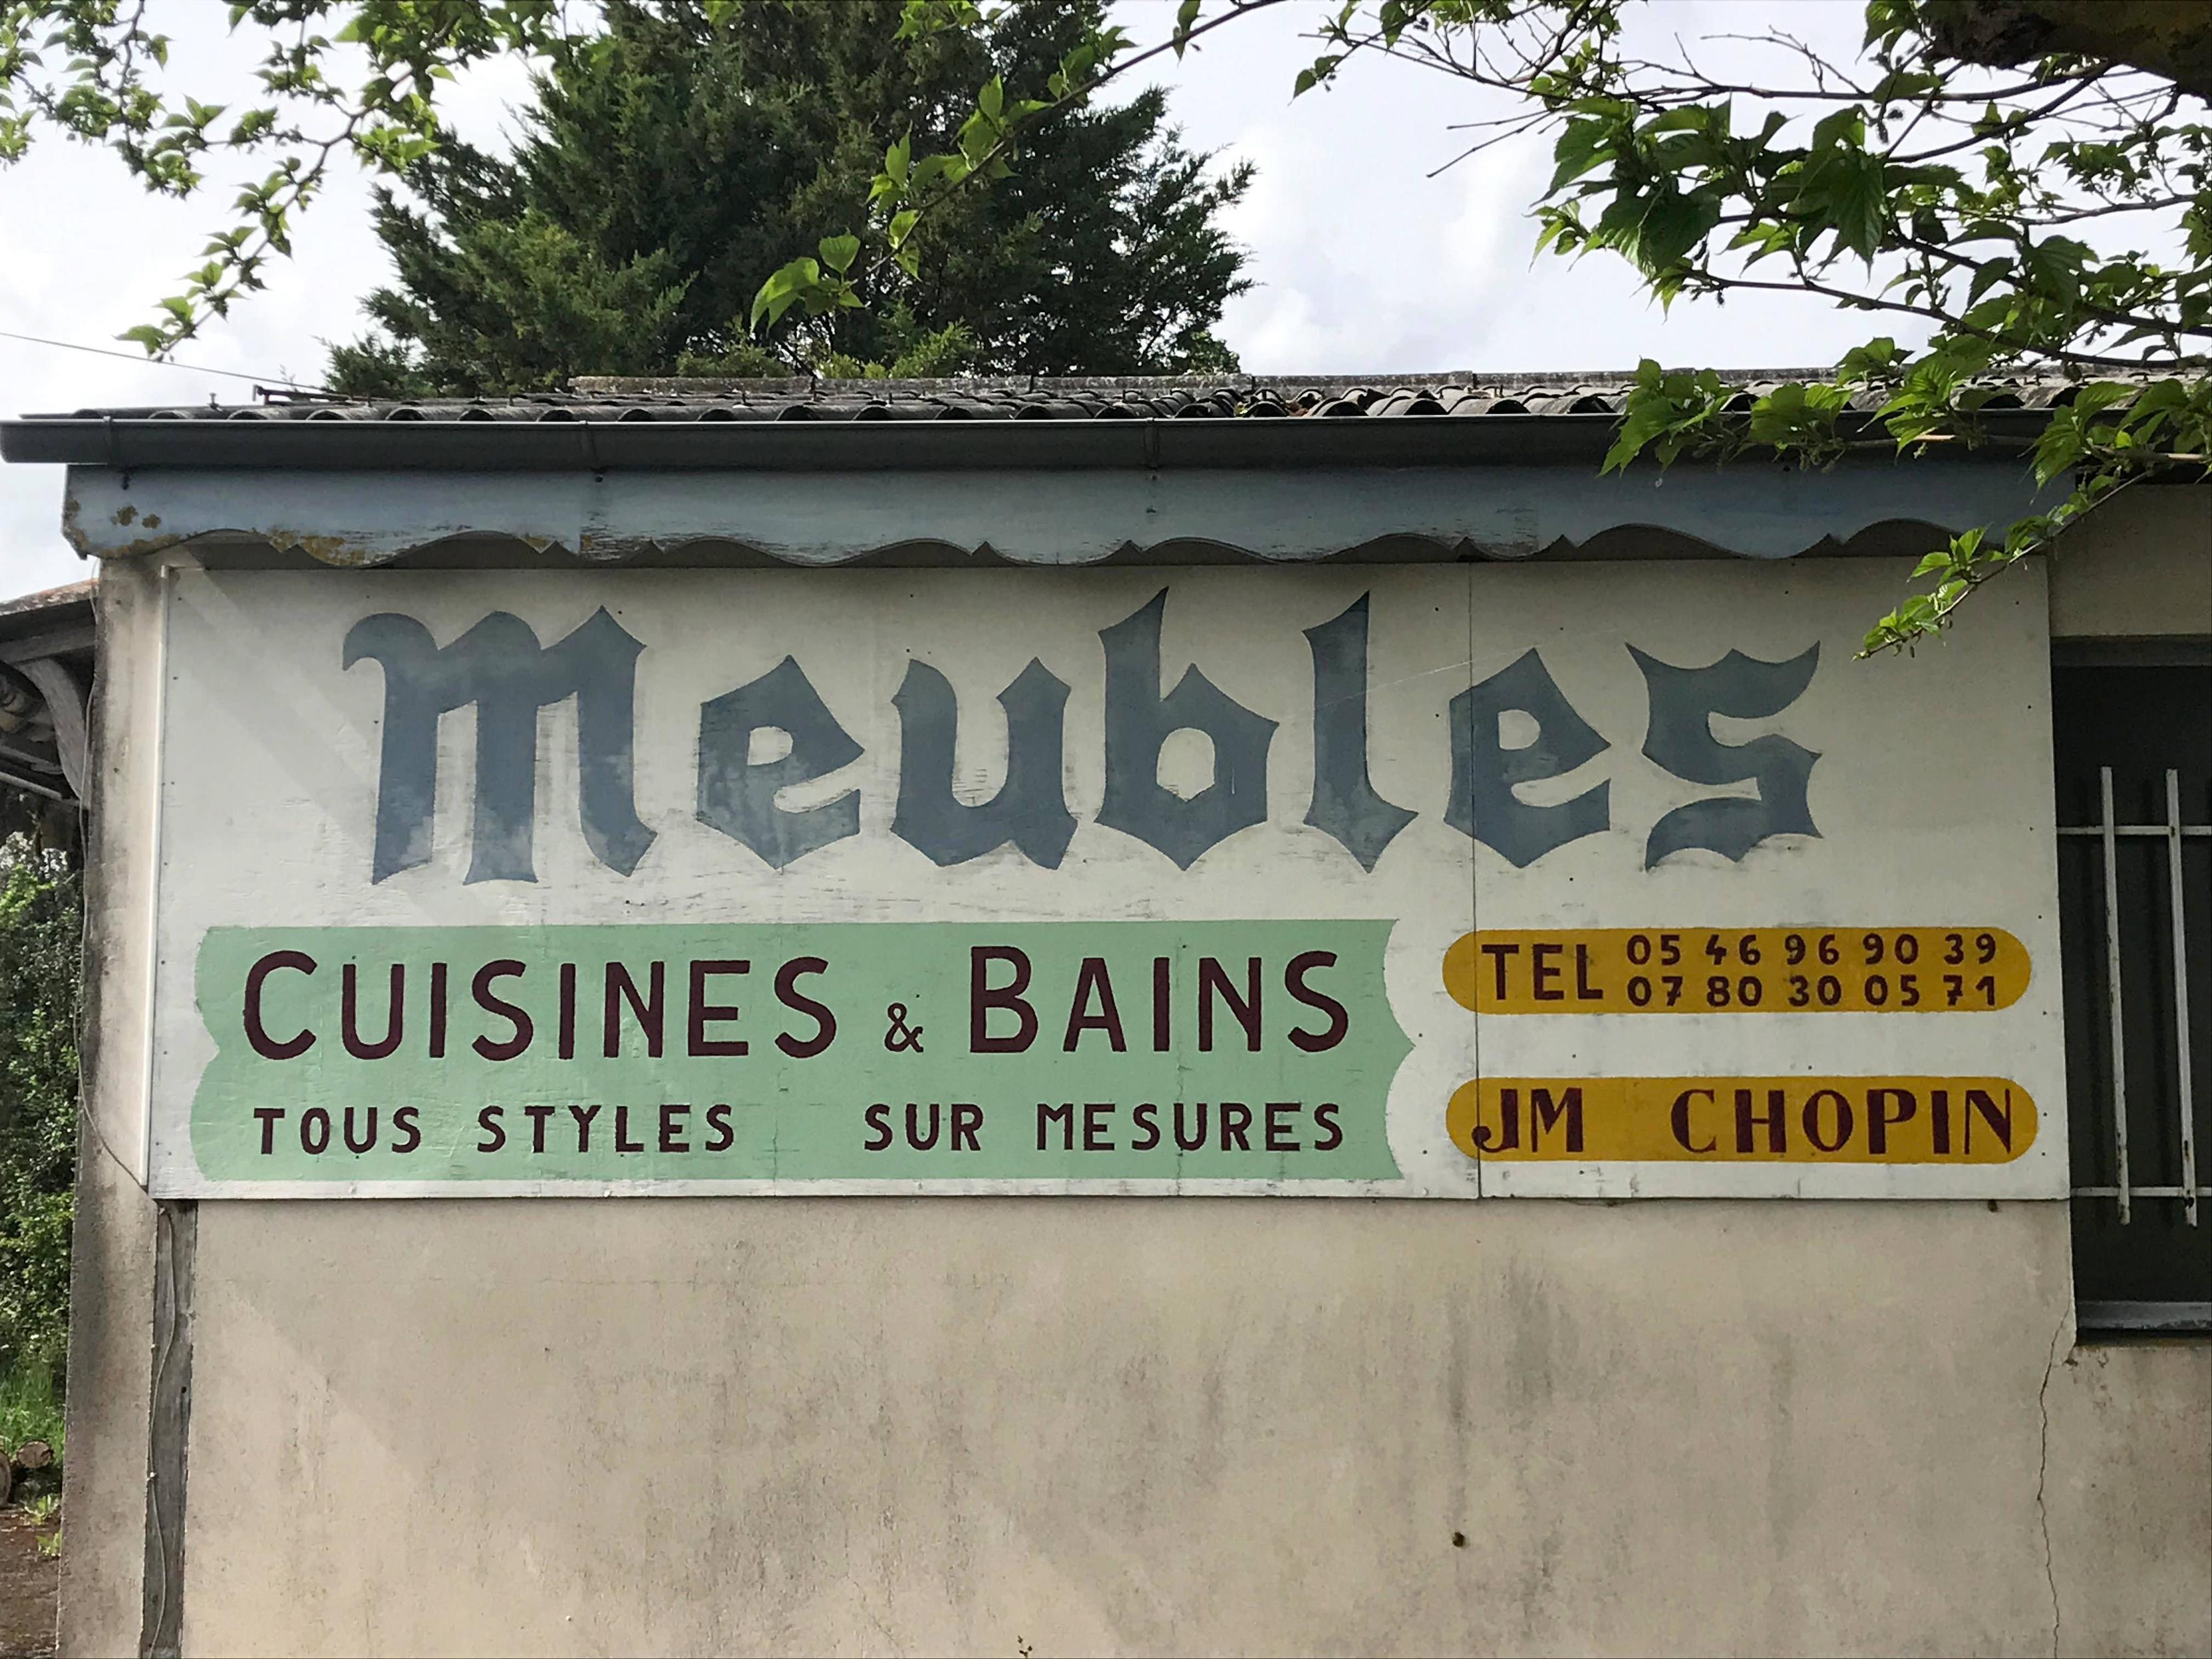 Meubles
CUISINES & BAINS
TOUS STYLES SUR MESURES
TEL 05 46 96 90 39
07 80 30 05 71
JM CHOPIN